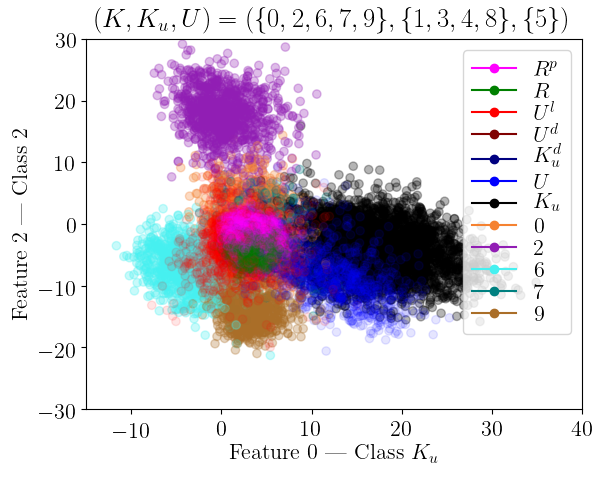 (K, K_u, U) = ({0, 2, 6, 7, 9}, {1, 3, 4, 8}, {5})
Feature 2 — Class 2
30
20
10
0
−10
−20
−30
−10
0
10
20
30
40
Feature 0 — Class K_u
R^p
R
U^l
U^d
K_u^d
U
K_u
0
2
6
7
9